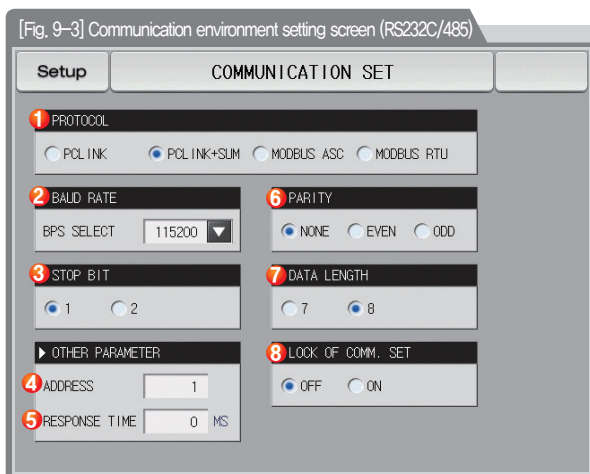 [Fig. 9-3] Communication environment setting screen (RS232C/485)
Setup COMMUNICATION SET
1 PROTOCOL
PCLINK PCLINK+SUM MODBUS ASC MODBUS RTU
2 BAUD RATE
BPS SELECT 115200
6 PARITY
NONE EVEN ODD
3 STOP BIT
1 2
7 DATA LENGTH
7 8
▶ OTHER PARAMETER
4 ADDRESS 1
5 RESPONSE TIME 0 MS
8 LOCK OF COMM. SET
OFF ON